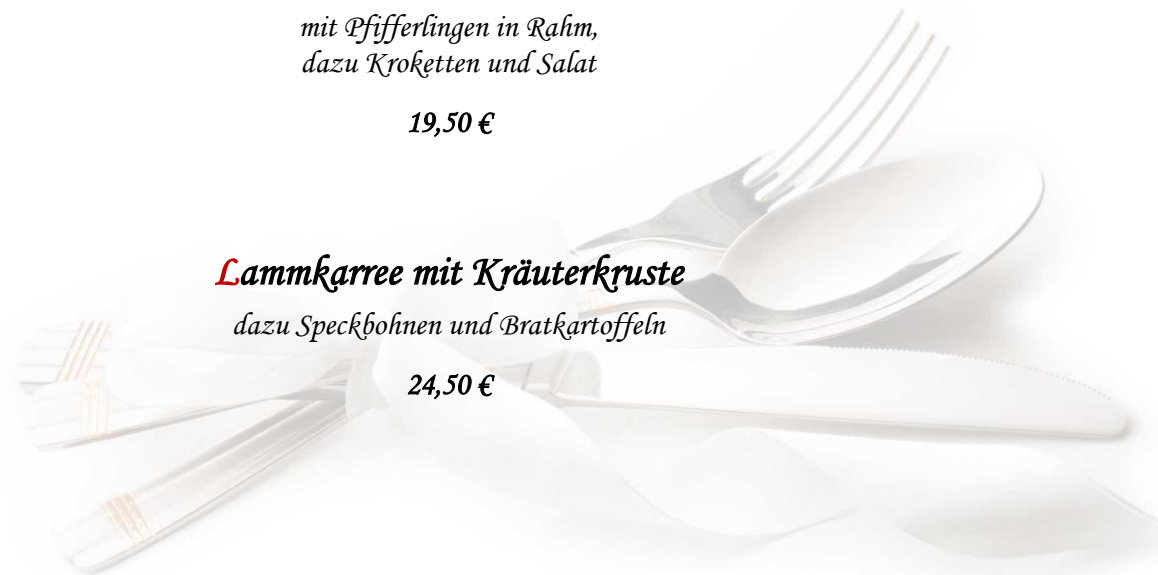 mit Pfifferlingen in Rahm,
dazu Kroketten und Salat
19,50 €
Lammkarree mit Kräuterkruste
dazu Speckbohnen und Bratkartoffeln
24,50 €